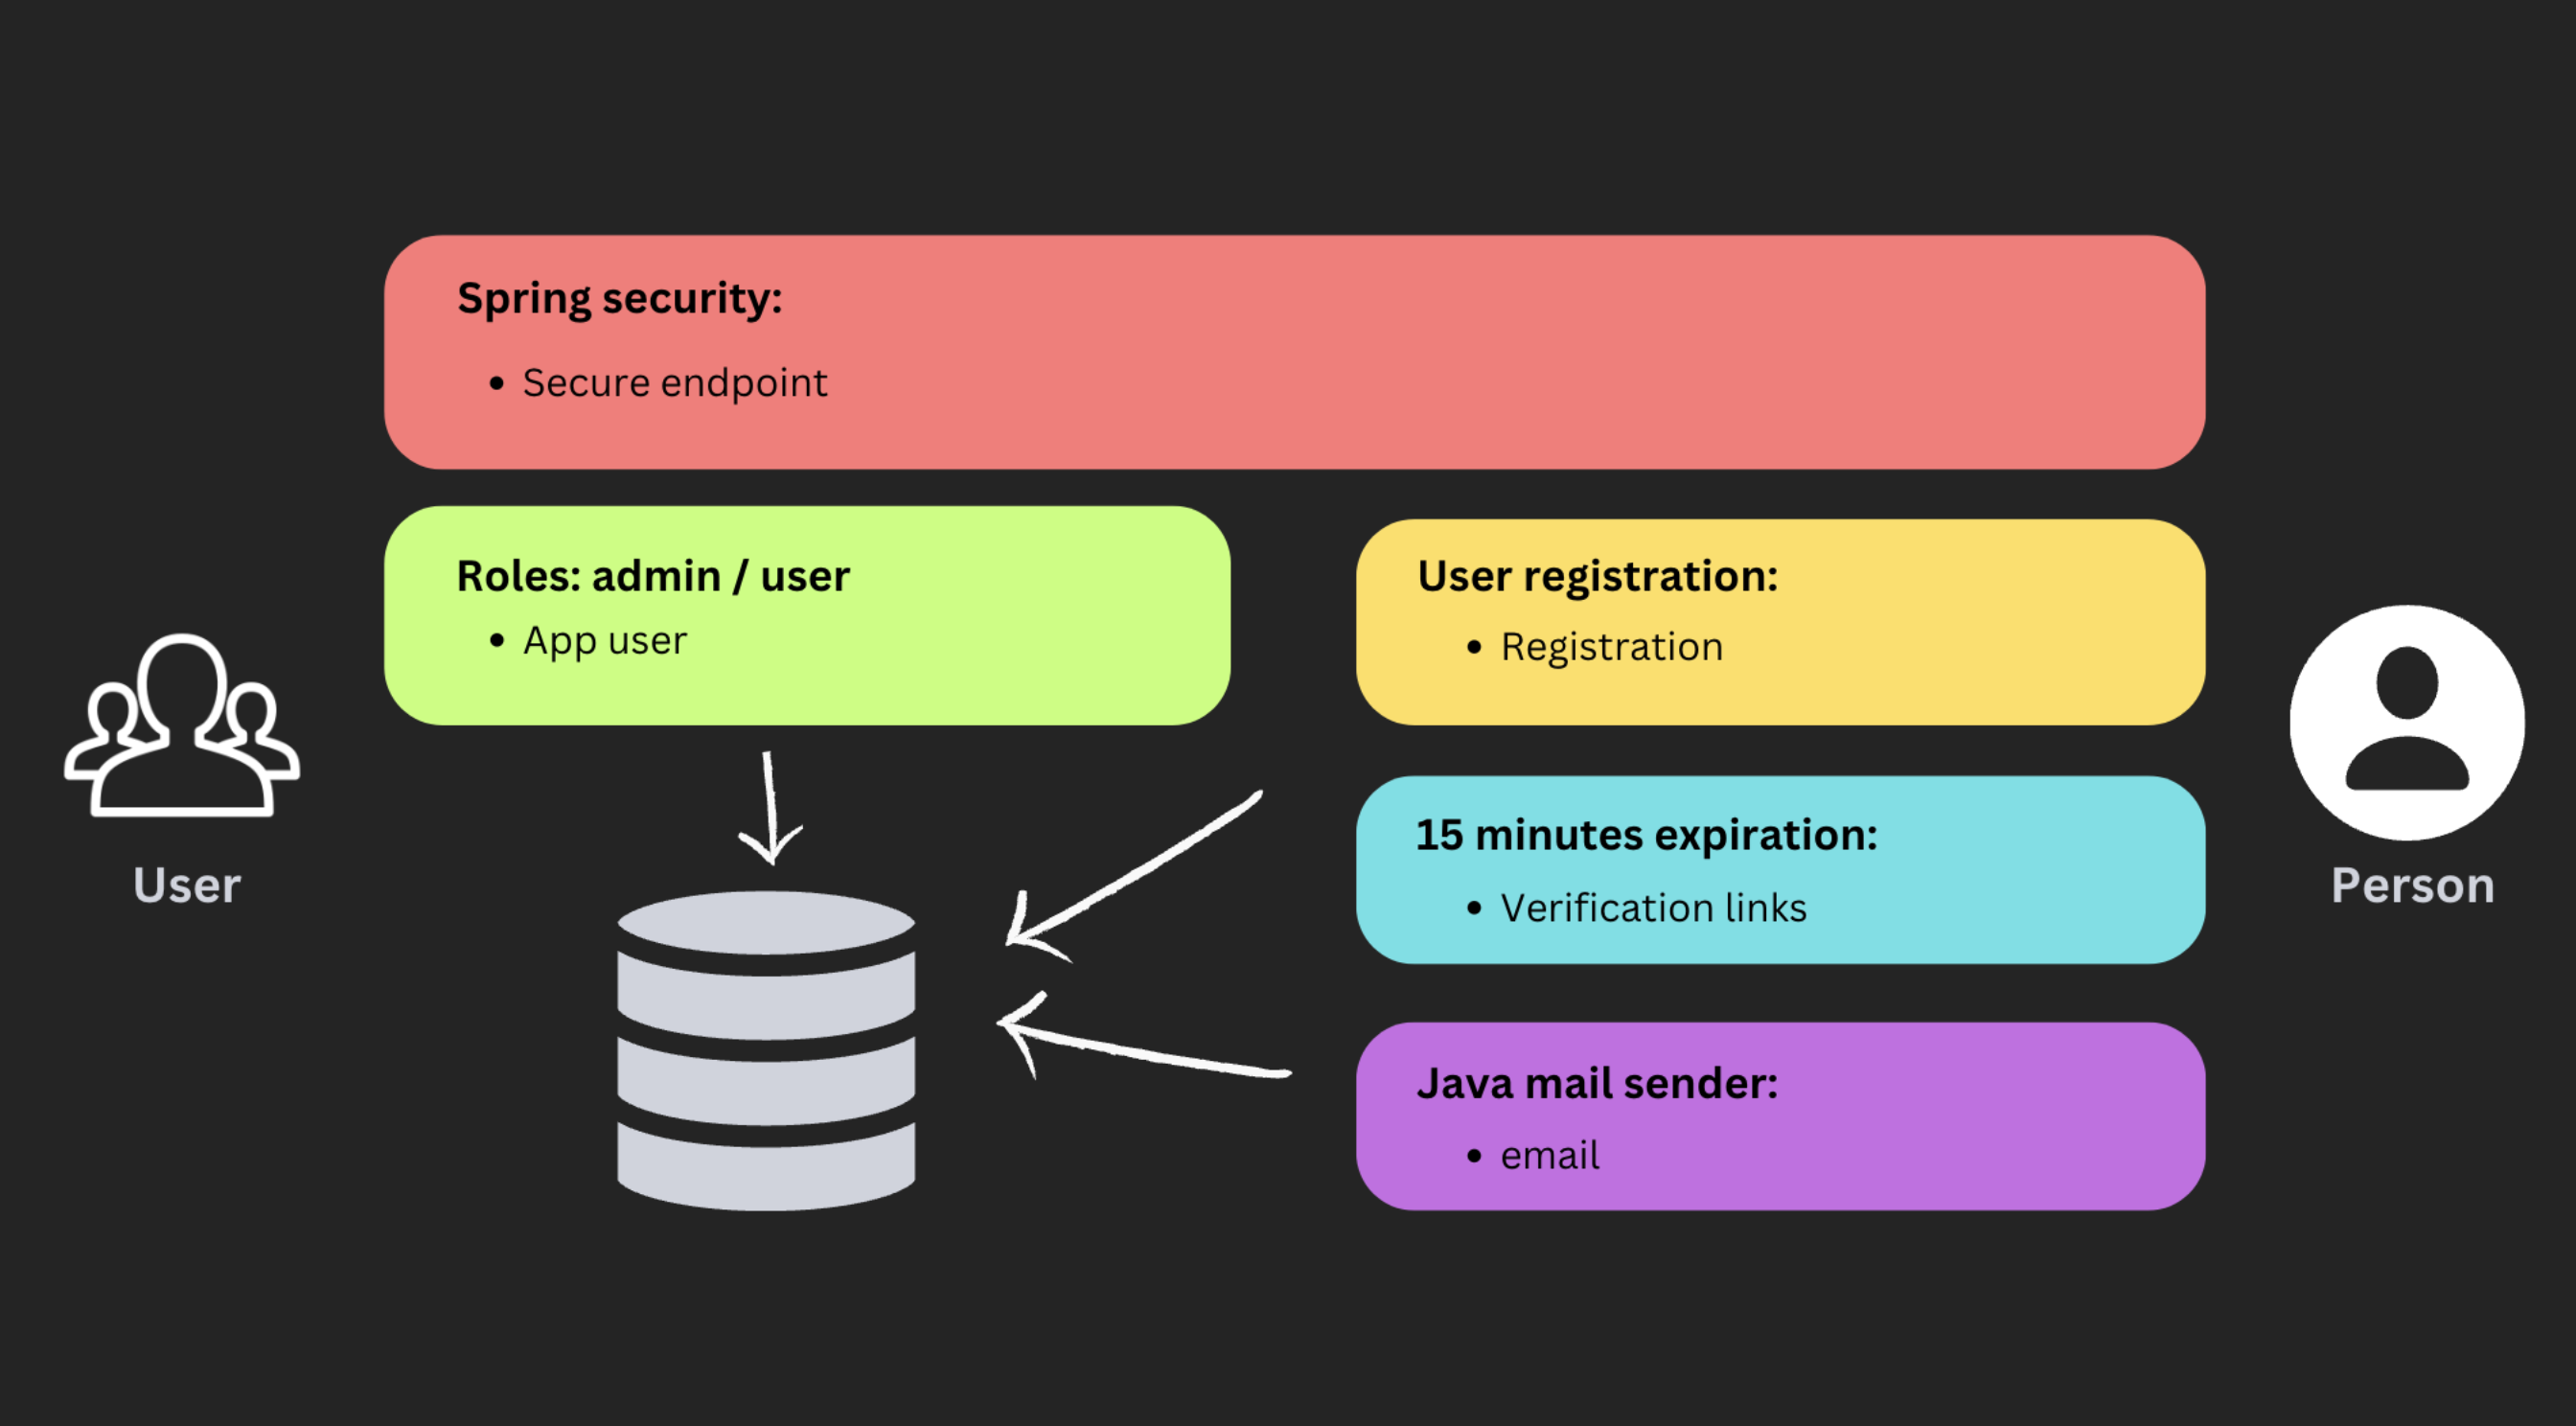 Spring security:
• Secure endpoint
Roles: admin / user
• App user
User registration:
• Registration
15 minutes expiration:
• Verification links
Java mail sender:
• email
User
Person